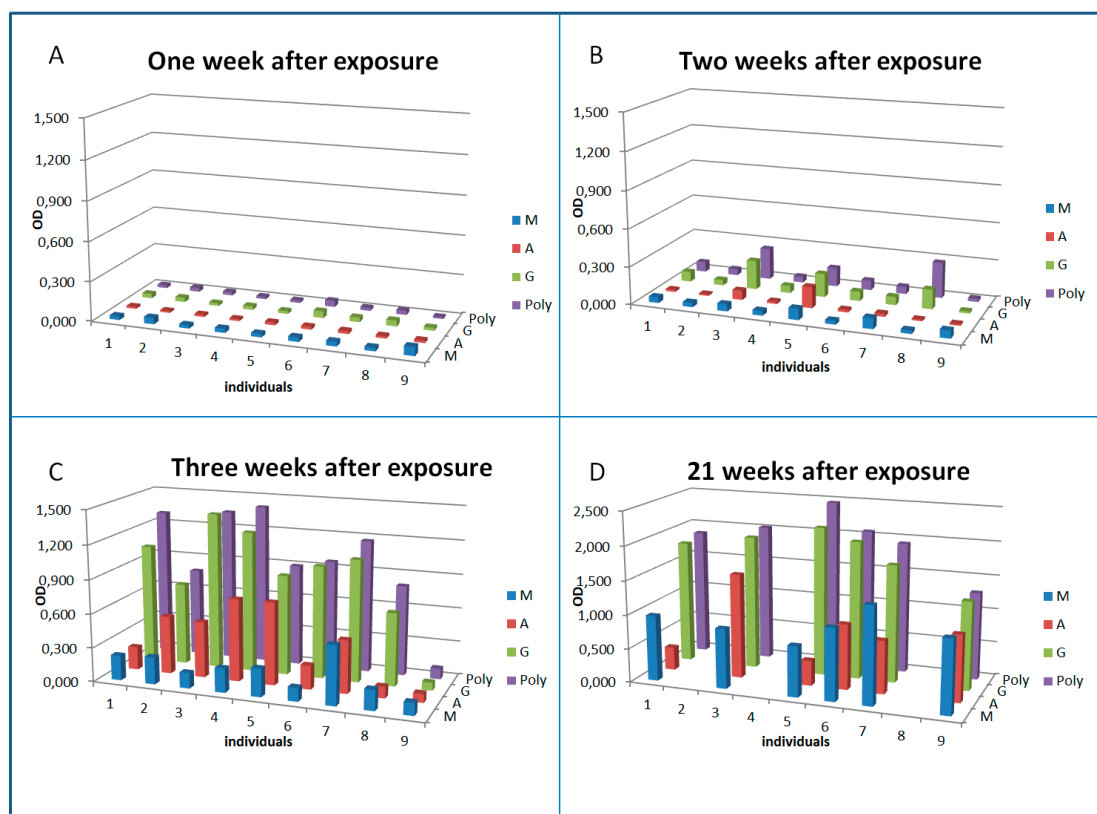 A
One week after exposure
1,500
1,200
0,900
0,600
0,300
0,000
OD
1 2 3 4 5 6 7 8 9
individuals
Poly
G
A
M
M
A
G
Poly
B
Two weeks after exposure
1,500
1,200
0,900
0,600
0,300
0,000
OD
1 2 3 4 5 6 7 8 9
individuals
Poly
G
A
M
M
A
G
Poly
C
Three weeks after exposure
1,500
1,200
0,900
0,600
0,300
0,000
OD
1 2 3 4 5 6 7 8 9
individuals
Poly
G
A
M
M
A
G
Poly
D
21 weeks after exposure
2,500
2,000
1,500
1,000
0,500
0,000
OD
1 2 3 4 5 6 7 8 9
individuals
Poly
G
A
M
M
A
G
Poly